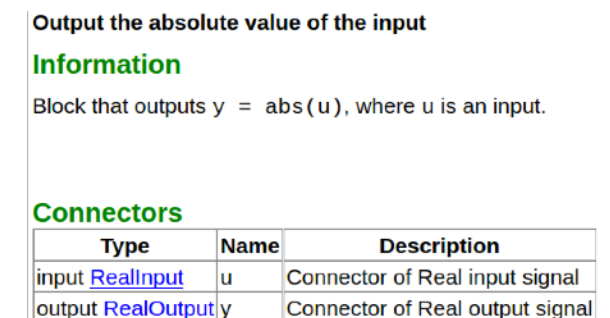 Output the absolute value of the input
Information
Block that outputs y = abs(u), where u is an input.
Connectors
Type Name Description
input RealInput u Connector of Real input signal
output RealOutput y Connector of Real output signal